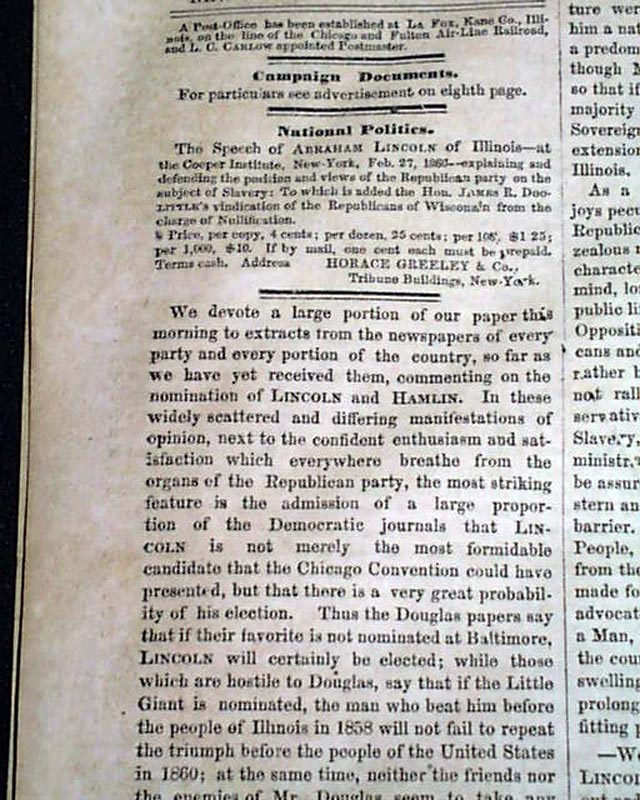 A Post-Office has been established at La Fox, Kane Co., Illi-
nois, on the line of the Chicago and Fulton Air-Line Railroad,
and L. C. CARLOW appointed Postmaster.
Campaign Documents.
For particulars see advertisement on eighth page.
National Politics.
The Speech of ABRAHAM LINCOLN of Illinois—at
the Cooper Institute, New-York, Feb. 27, 1860—explaining and
defending the position and views of the Republican party on the
subject of Slavery: To which is added the Hon. JAMES R. DOO-
LITTLE's vindication of the Republicans of Wisconsin from the
charge of Nullification.
Price, per copy, 4 cents; per dozen, 25 cents; per 100, $1 25;
per 1,000, $10. If by mail, one cent each must be prepaid.
Terms cash. Address HORACE GREELEY & Co.,
Tribune Buildings, New-York.
We devote a large portion of our paper this
morning to extracts from the newspapers of every
party and every portion of the country, so far as
we have yet received them, commenting on the
nomination of LINCOLN and HAMLIN. In these
widely scattered and differing manifestations of
opinion, next to the confident enthusiasm and sat-
isfaction which everywhere breathe from the
organs of the Republican party, the most striking
feature is the admission of a large propor-
tion of the Democratic journals that LIN-
COLN is not merely the most formidable
candidate that the Chicago Convention could have
presented, but that there is a very great probabil-
ity of his election. Thus the Douglas papers say
that if their favorite is not nominated at Baltimore,
LINCOLN will certainly be elected; while those
which are hostile to Douglas, say that if the Little
Giant is nominated, the man who beat him before
the people of Illinois in 1858 will not fail to repeat
the triumph before the people of the United States
in 1860; at the same time, neither the friends nor
the enemies of Mr. Douglas seem to take any
ture wer
him a nat
a predom
though M
so that if
majority
Sovereign
extension
Illinois.
As a
joys pecu
Republic
zealous
characte
mind, lo
public li
Oppositi
cans and
rather b
not rall
servativ
Slavery,
ministr
be assur
stern an
barrier.
People,
from the
made fo
advocat
a Man,
the cou
swelling
prolong
fitting
—We
LINCOL